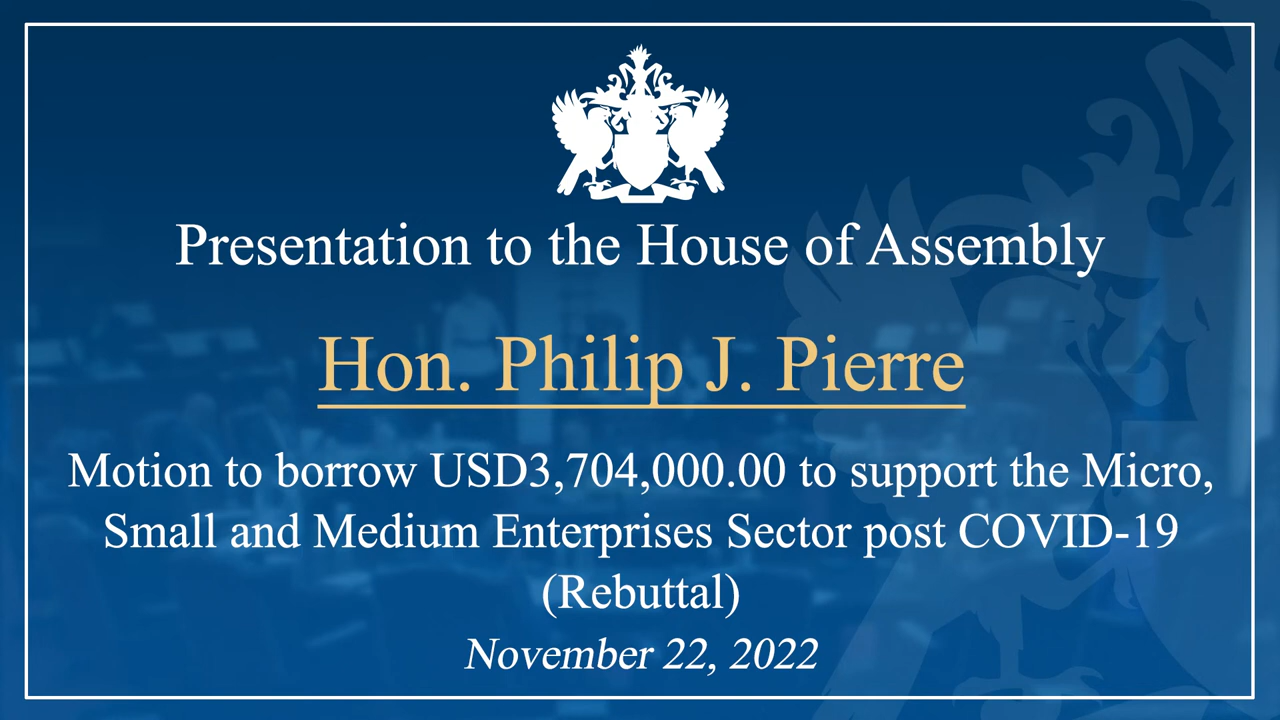 Presentation to the House of Assembly
Hon. Philip J. Pierre
Motion to borrow USD3,704,000.00 to support the Micro,
Small and Medium Enterprises Sector post COVID-19
(Rebuttal)
November 22, 2022